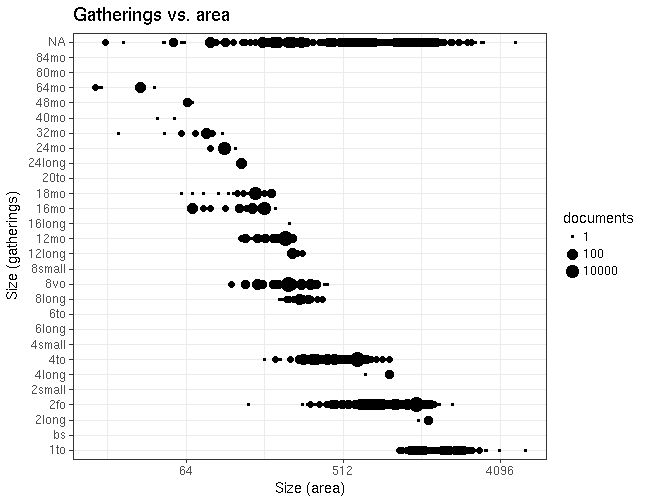 Gatherings vs. area
NA
84mo
80mo
64mo
48mo
40mo
32mo
24mo
24long
20to
18mo
16mo
16long
12mo
12long
8small
8vo
8long
6to
6long
4small
4to
4long
2small
2fo
2long
bs
1to
Size (gatherings)
64
512
4096
Size (area)
documents
1
100
10000